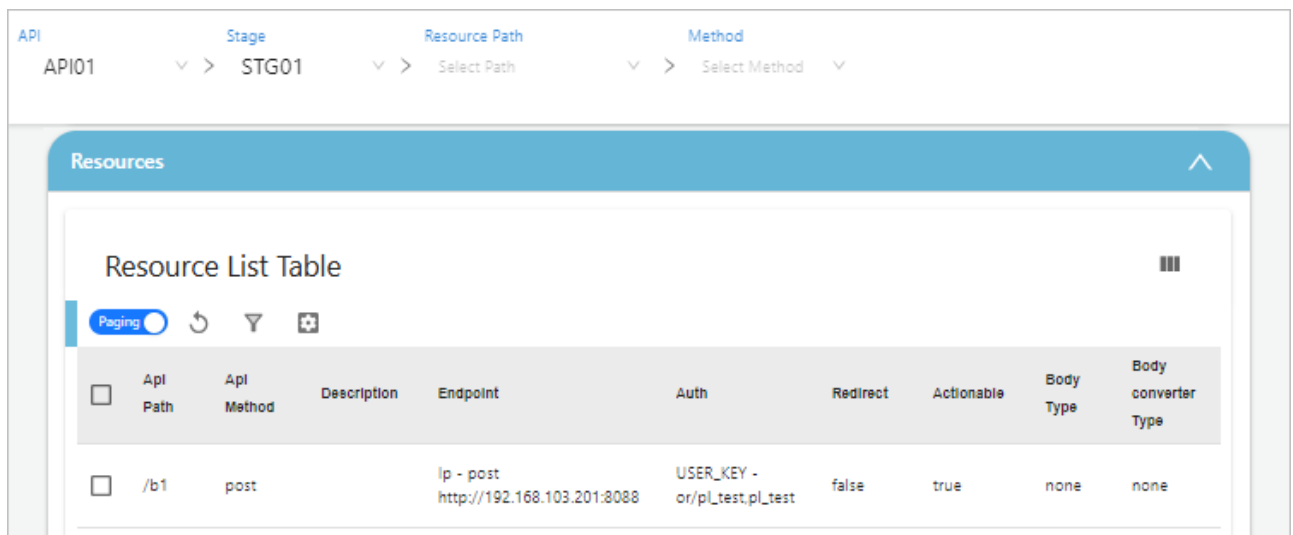 API Stage Resource Path Method
API01 > STG01 > Select Path > Select Method
Resources
Resource List Table
Paging
Api Path Api Method Description Endpoint Auth Redirect Actionable Body Type Body converter Type
/b1 post Ip - post http://192.168.103.201:8088 USER_KEY - or/pl_test,pl_test false true none none